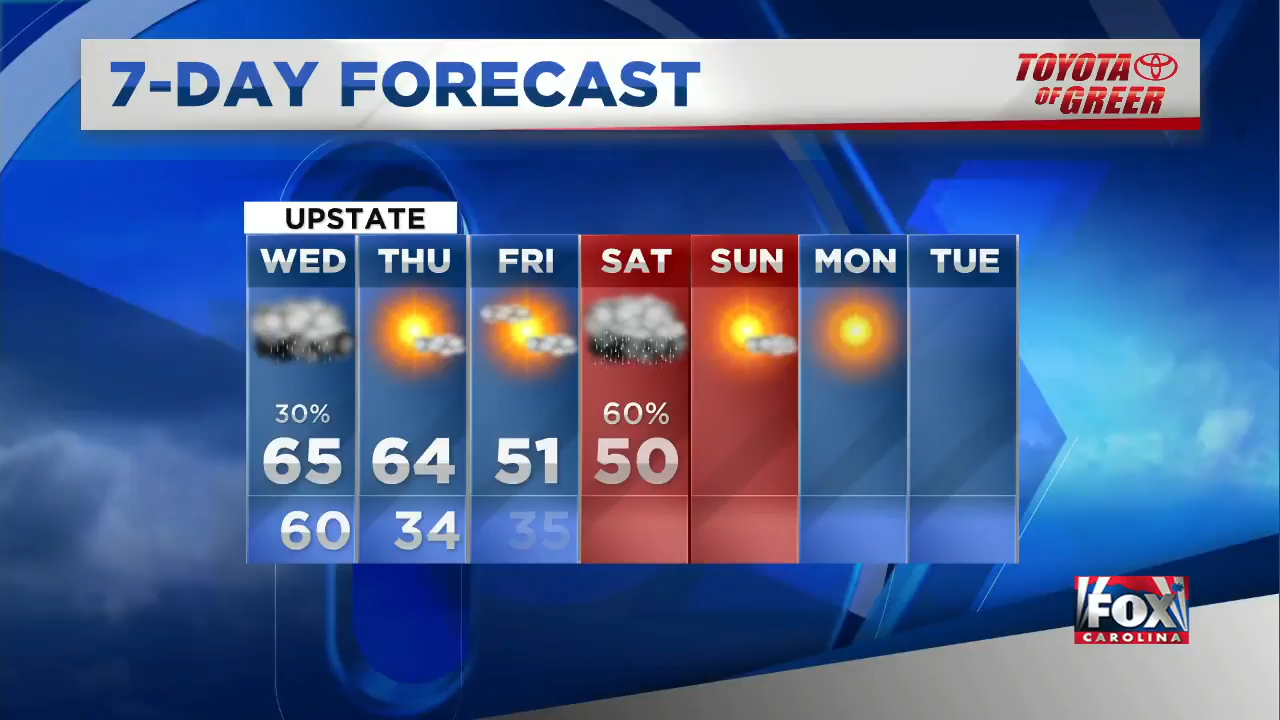 7-DAY FORECAST
TOYOTA
OF GREER
UPSTATE
WED THU FRI SAT SUN MON TUE
30% 60%
65 64 51 50
60 34 35
FOX
CAROLINA